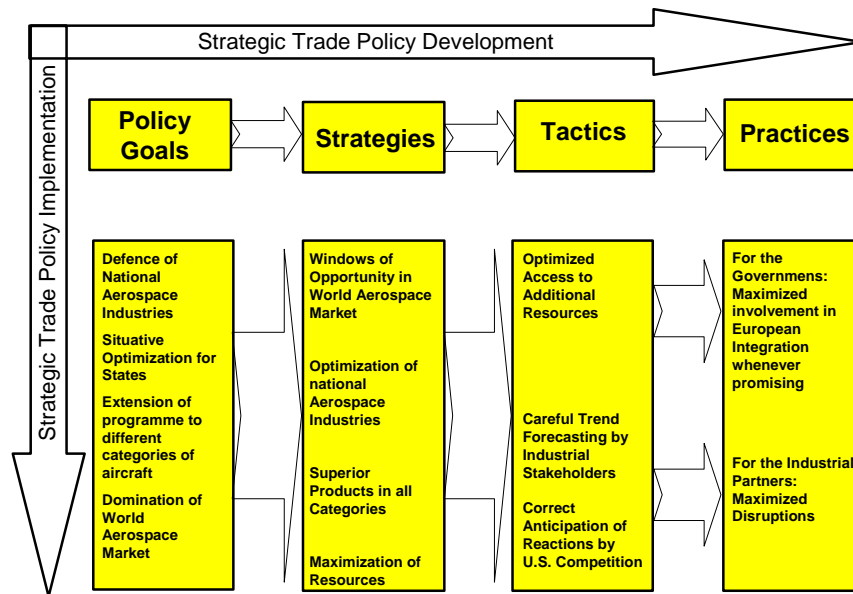 Strategic Trade Policy Development
Strategic Trade Policy Implementation
Policy
Goals
Strategies
Tactics
Practices
Defence of
National
Aerospace
Industries
Situative
Optimization for
States
Extension of
programme to
different
categories of
aircraft
Domination of
World
Aerospace
Market
Windows of
Opportunity in
World Aerospace
Market
Optimization of
national
Aerospace
Industries
Superior
Products in all
Categories
Maximization of
Resources
Optimized
Access to
Additional
Resources
Careful Trend
Forecasting by
Industrial
Stakeholders
Correct
Anticipation of
Reactions by
U.S. Competition
For the
Governmens:
Maximized
involvement in
European
Integration
whenever
promising
For the Industrial
Partners:
Maximized
Disruptions